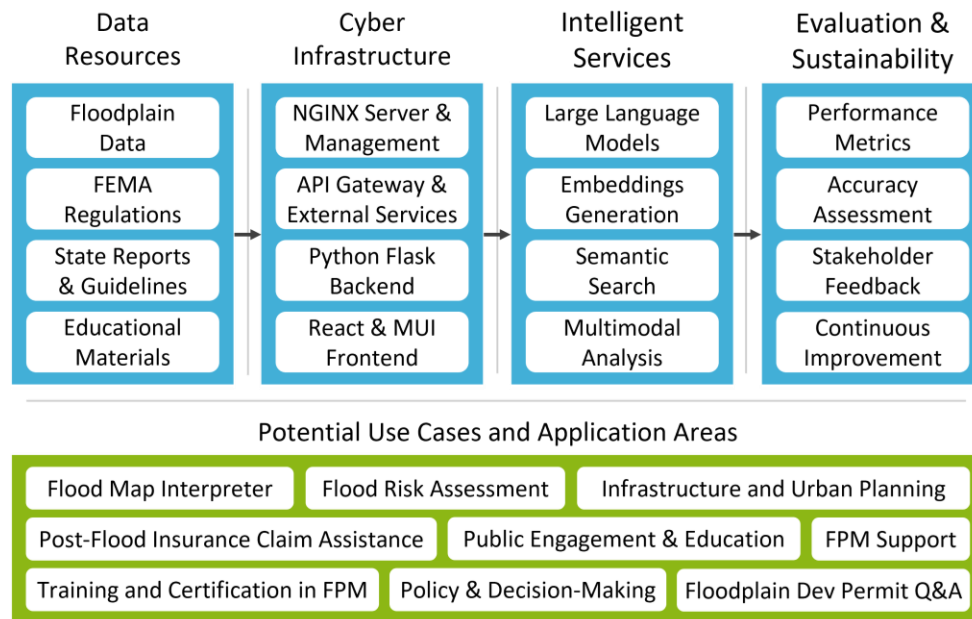 Data
Resources
Cyber
Infrastructure
Intelligent
Services
Evaluation &
Sustainability
Floodplain
Data
FEMA
Regulations
State Reports
& Guidelines
Educational
Materials
NGINX Server &
Management
API Gateway &
External Services
Python Flask
Backend
React & MUI
Frontend
Large Language
Models
Embeddings
Generation
Semantic
Search
Multimodal
Analysis
Performance
Metrics
Accuracy
Assessment
Stakeholder
Feedback
Continuous
Improvement
Potential Use Cases and Application Areas
Flood Map Interpreter
Flood Risk Assessment
Infrastructure and Urban Planning
Post-Flood Insurance Claim Assistance
Public Engagement & Education
FPM Support
Training and Certification in FPM
Policy & Decision-Making
Floodplain Dev Permit Q&A